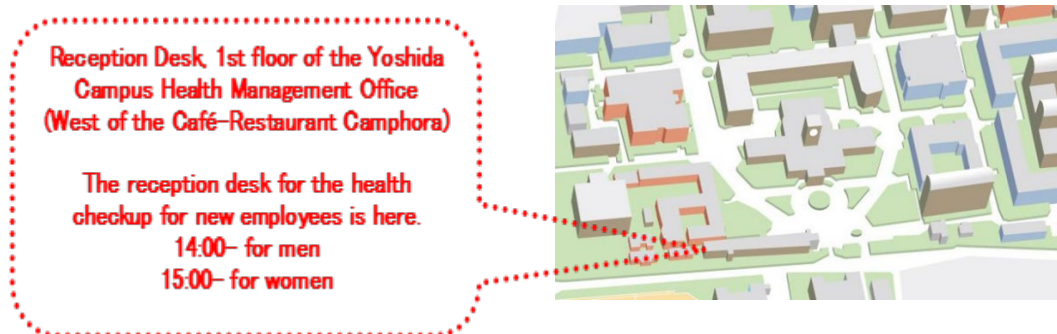 Reception Desk, 1st floor of the Yoshida
Campus Health Management Office
(West of the Café-Restaurant Camphora)
The reception desk for the health
checkup for new employees is here.
14:00- for men
15:00- for women